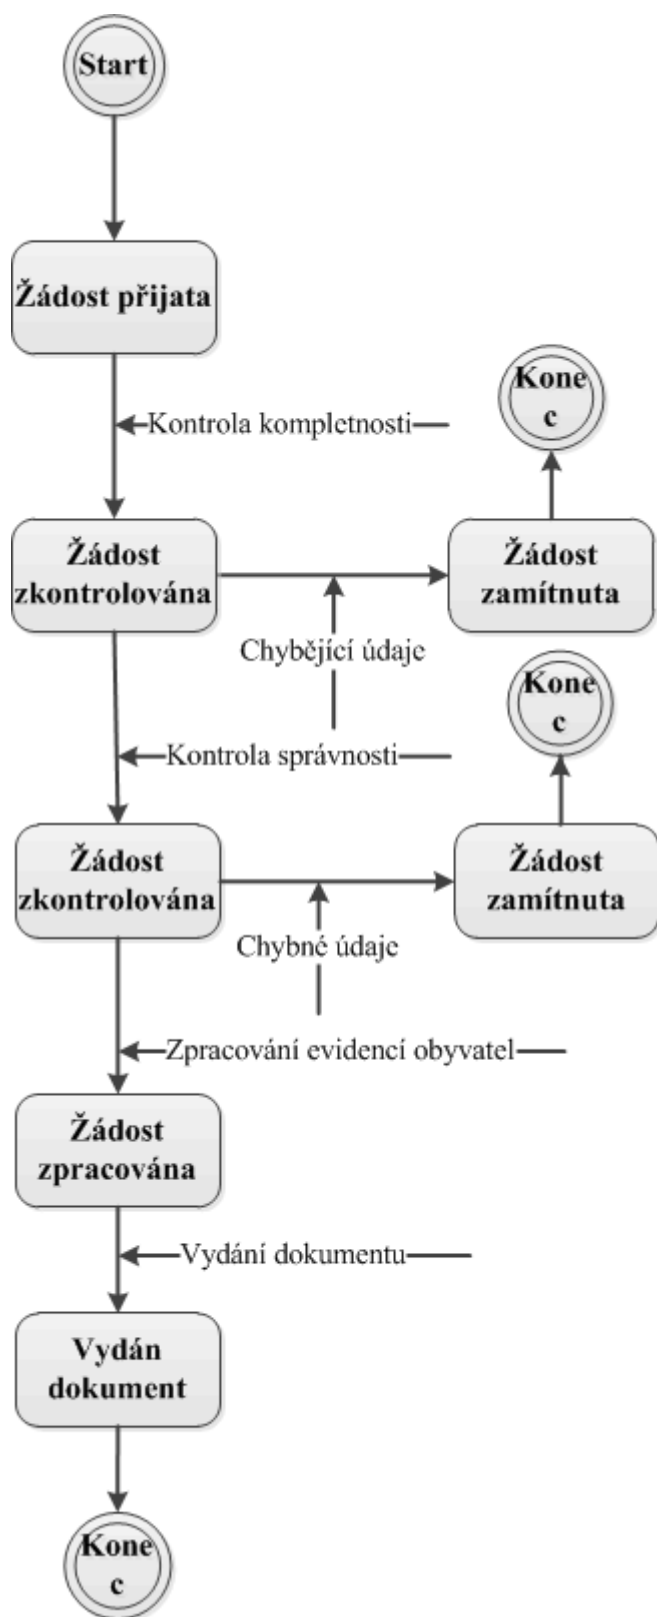 Start
Žádost přijata
Kone
c
Kontrola kompletnosti
Žádost
zkontrolována
Žádost
zamítnuta
Chybějící údaje
Kone
c
Kontrola správnosti
Žádost
zkontrolována
Žádost
zamítnuta
Chybné údaje
Zpracování evidencí obyvatel
Žádost
zpracována
Vydání dokumentu
Vydán
dokument
Kone
c